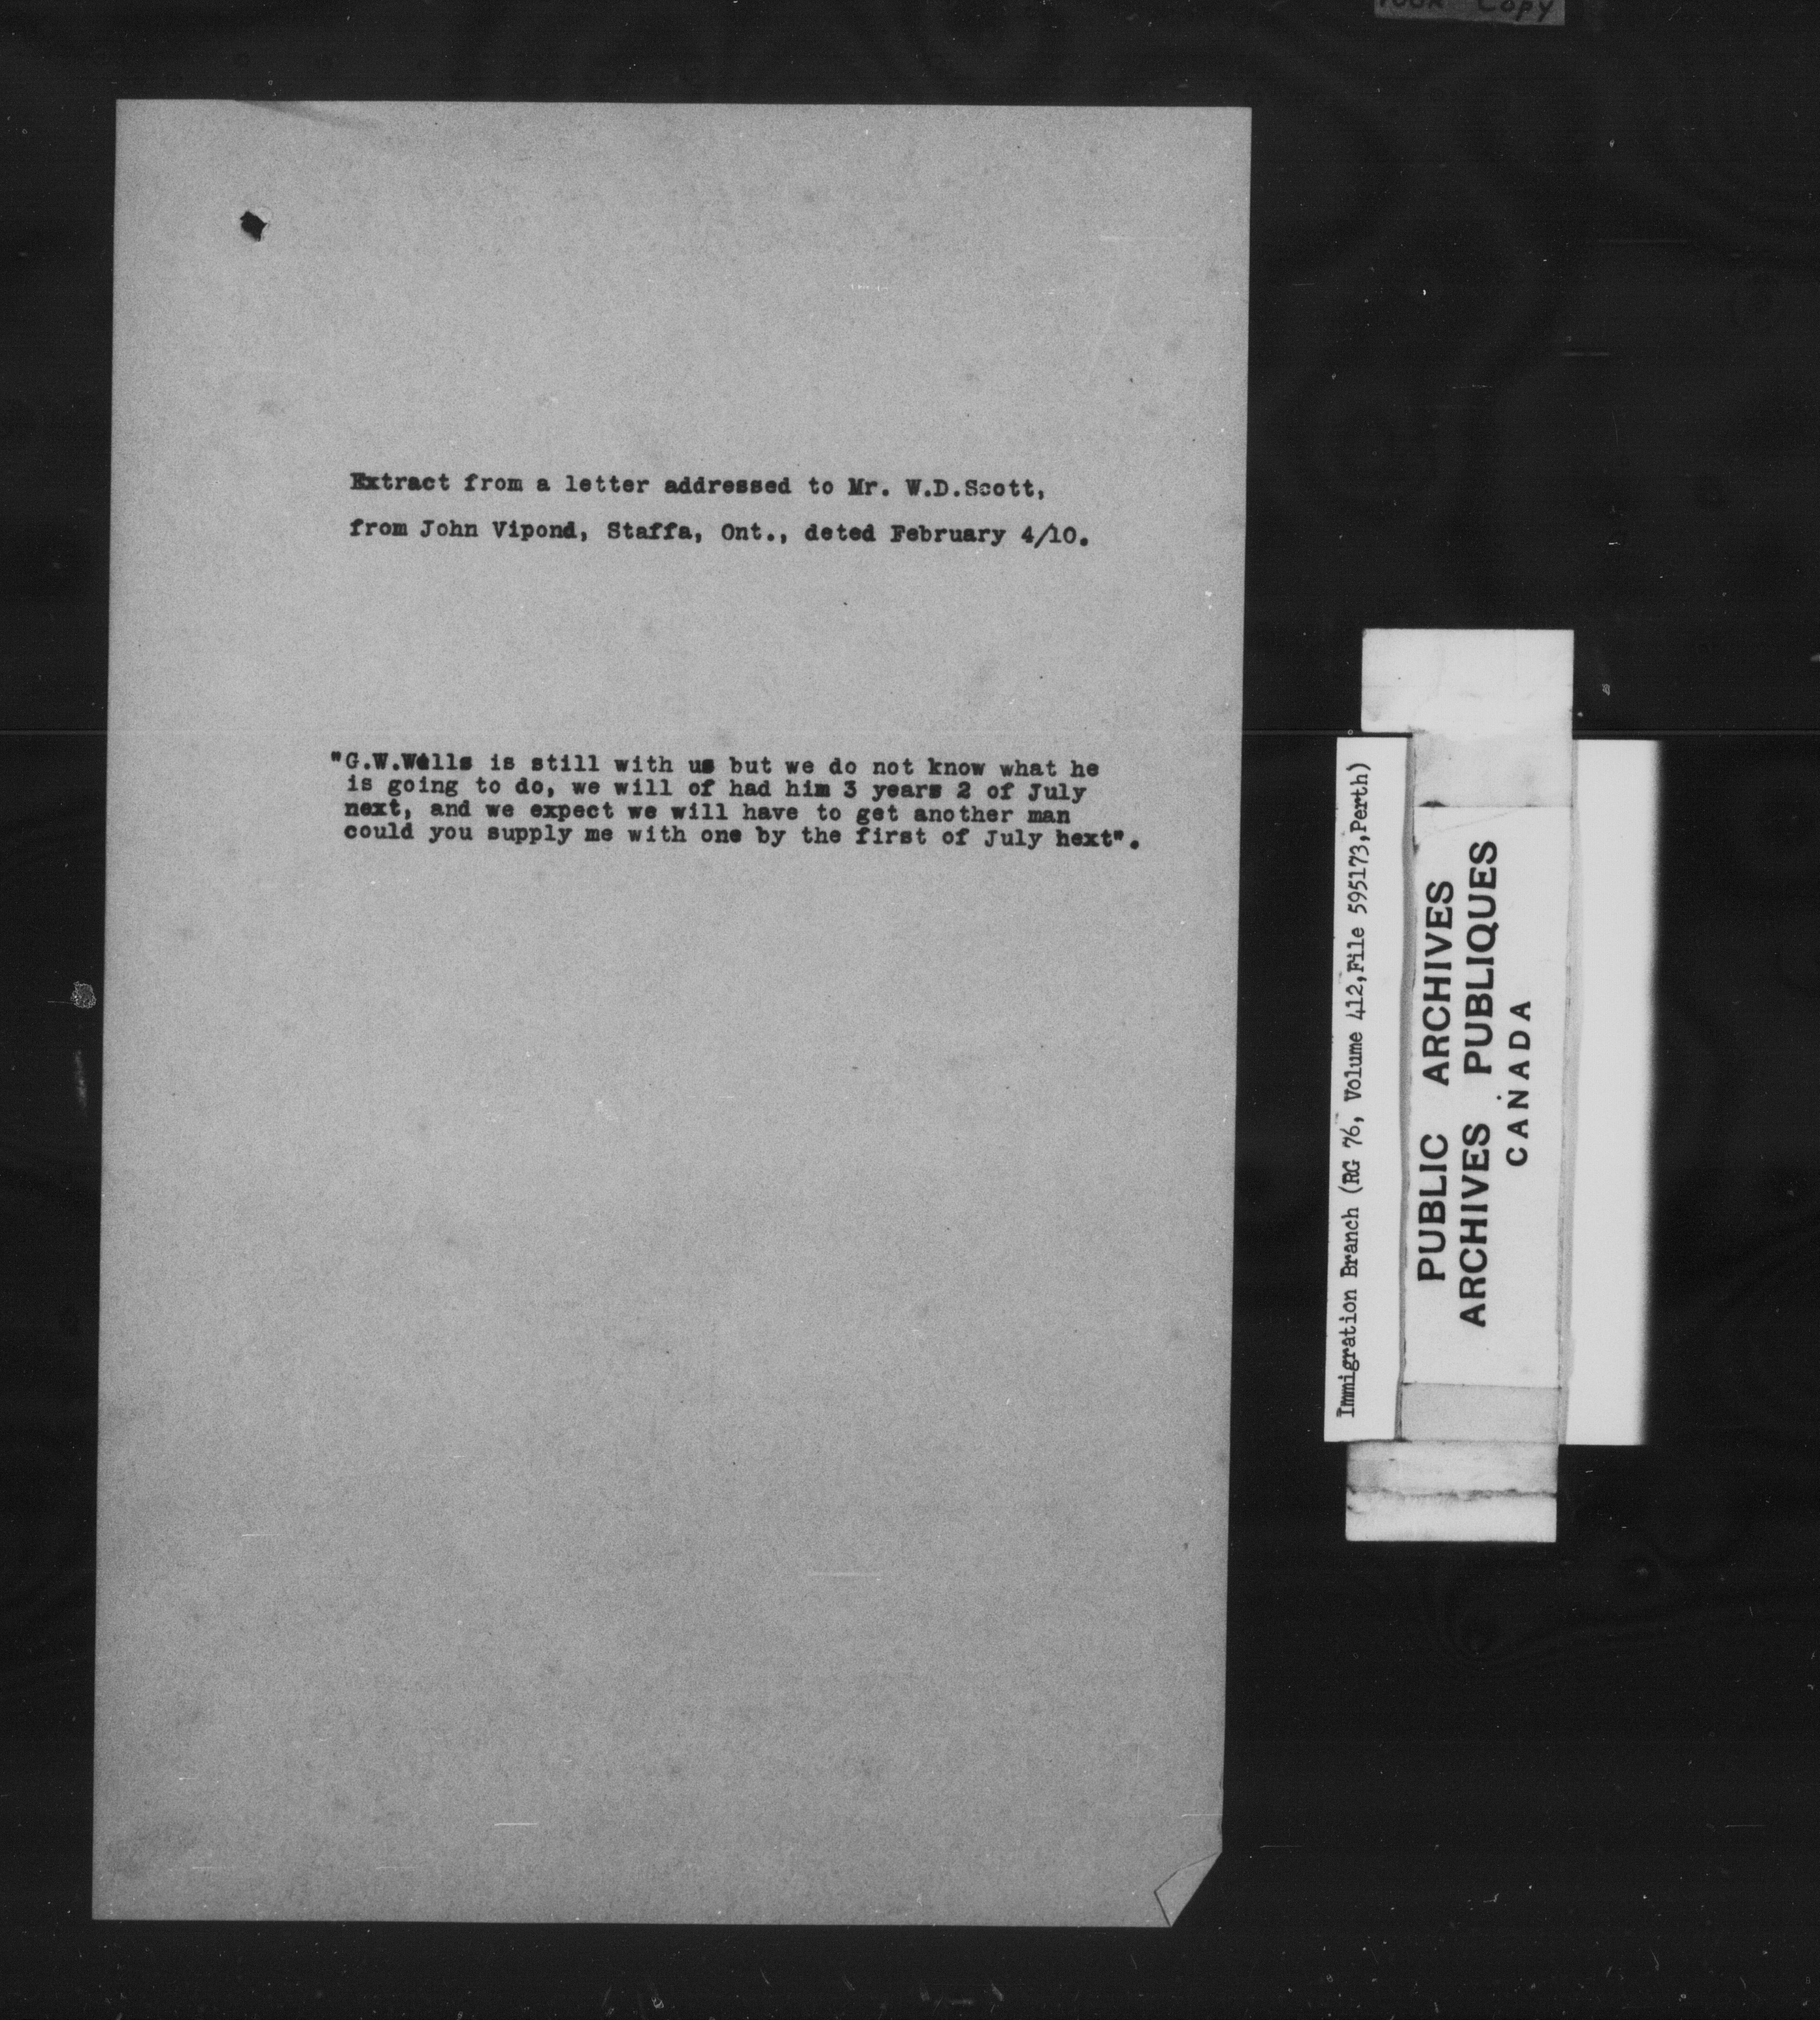 Copy
Extract from a letter addressed to Mr. W.D.Scott,
from John Vipond, Staffa, Ont., deted February 4/10.
"G.W.Wells is still with us but we do not know what he
is going to do, we will of had him 3 years 2 of July
next, and we expect we will have to get another man
could you supply me with one by the first of July hext".
Immigration Branch (RG 76, Volume 412,File 595173,Perth)
PUBLIC ARCHIVES
ARCHIVES PUBLIQUES
CANADA